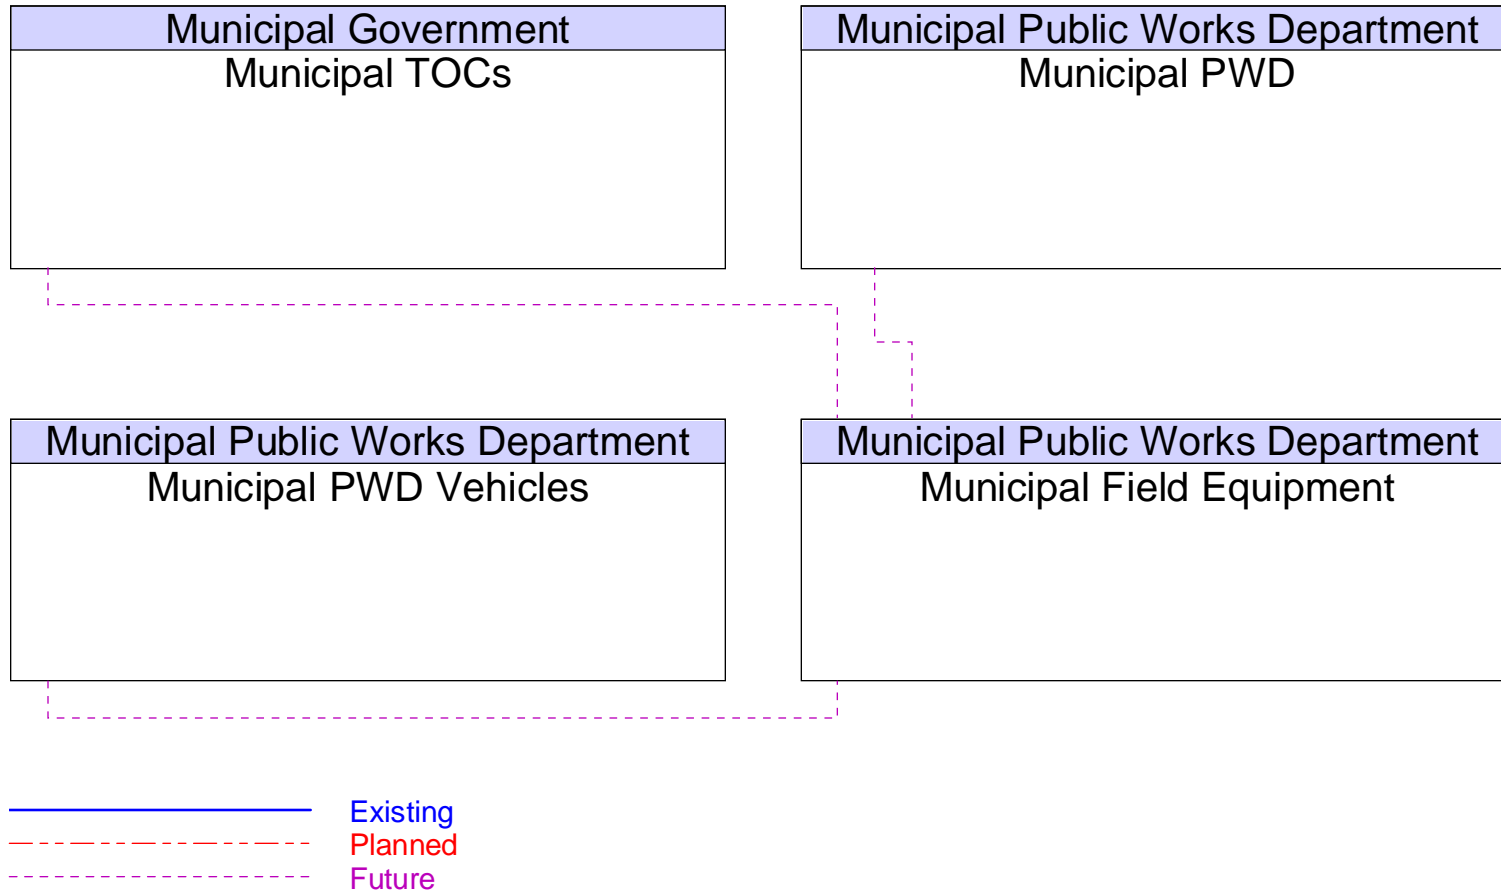 Municipal Government
Municipal TOCs
Municipal Public Works Department
Municipal PWD
Municipal Public Works Department
Municipal PWD Vehicles
Municipal Public Works Department
Municipal Field Equipment
Existing
Planned
Future